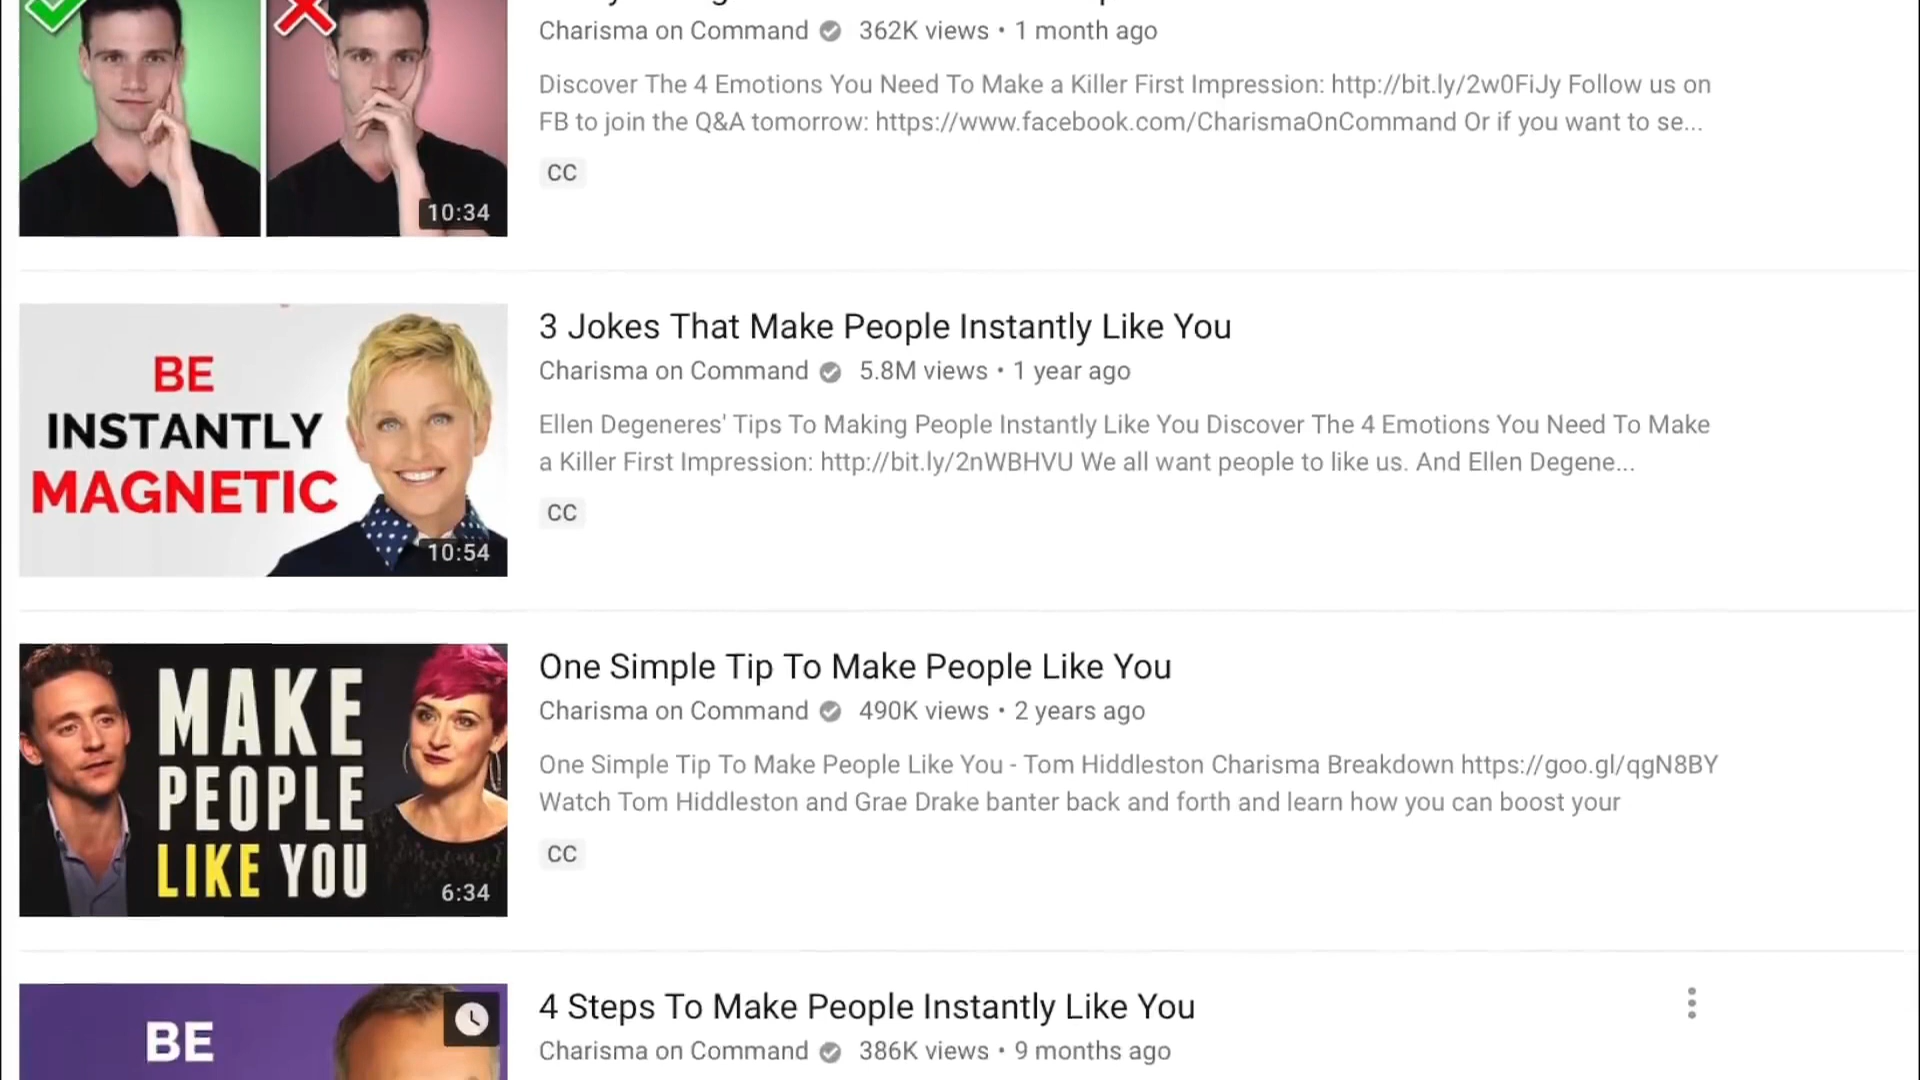 Charisma on Command 362K views • 1 month ago
Discover The 4 Emotions You Need To Make a Killer First Impression: http://bit.ly/2w0FiJy Follow us on
FB to join the Q&A tomorrow: https://www.facebook.com/CharismaOnCommand Or if you want to se...
CC
10:34
BE
INSTANTLY
MAGNETIC
10:54
3 Jokes That Make People Instantly Like You
Charisma on Command 5.8M views • 1 year ago
Ellen Degeneres' Tips To Making People Instantly Like You Discover The 4 Emotions You Need To Make
a Killer First Impression: http://bit.ly/2nWBHVU We all want people to like us. And Ellen Degene...
CC
MAKE
PEOPLE
LIKE YOU
6:34
One Simple Tip To Make People Like You
Charisma on Command 490K views • 2 years ago
One Simple Tip To Make People Like You - Tom Hiddleston Charisma Breakdown https://goo.gl/qgN8BY
Watch Tom Hiddleston and Grae Drake banter back and forth and learn how you can boost your
CC
BE
4 Steps To Make People Instantly Like You
Charisma on Command 386K views • 9 months ago